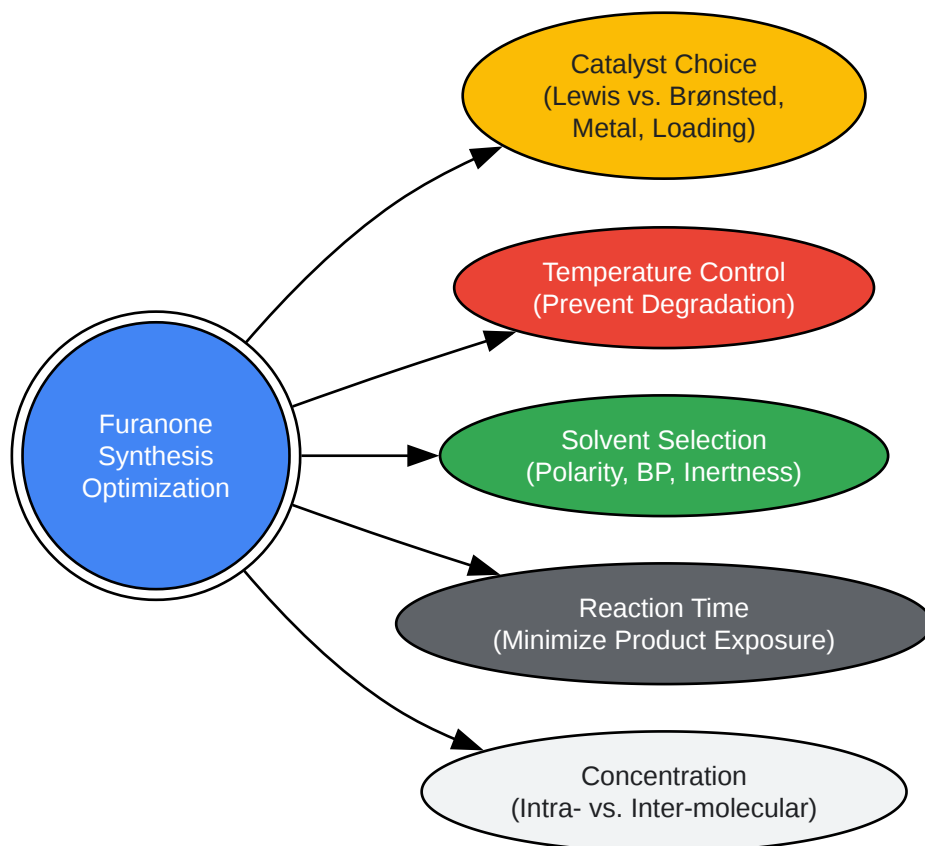 Furanone
Synthesis
Optimization
Catalyst Choice
(Lewis vs. Brønsted,
Metal, Loading)
Temperature Control
(Prevent Degradation)
Solvent Selection
(Polarity, BP, Inertness)
Reaction Time
(Minimize Product Exposure)
Concentration
(Intra- vs. Inter-molecular)